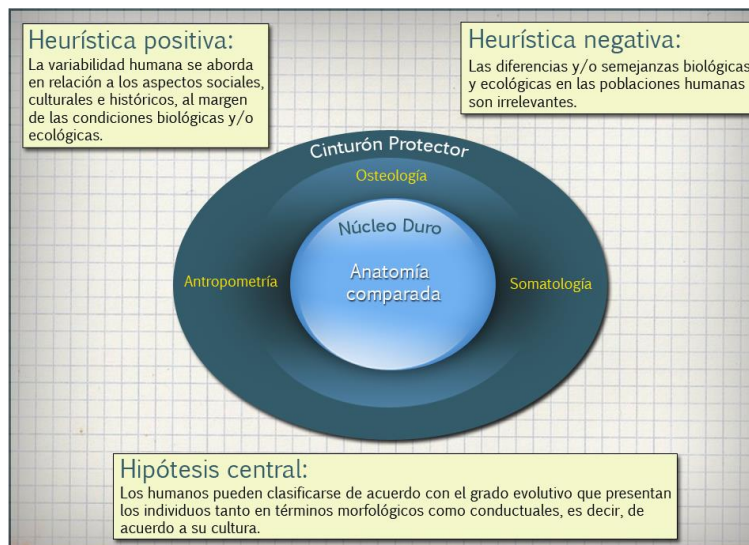 Heurística positiva:
La variabilidad humana se aborda
en relación a los aspectos sociales,
culturales e históricos, al margen
de las condiciones biológicas y/o
ecológicas.
Heurística negativa:
Las diferencias y/o semejanzas biológicas
y ecológicas en las poblaciones humanas
son irrelevantes.
Cinturón Protector
Osteología
Núcleo Duro
Anatomía
comparada
Antropometría
Somatología
Hipótesis central:
Los humanos pueden clasificarse de acuerdo con el grado evolutivo que presentan
los individuos tanto en términos morfológicos como conductuales, es decir, de
acuerdo a su cultura.